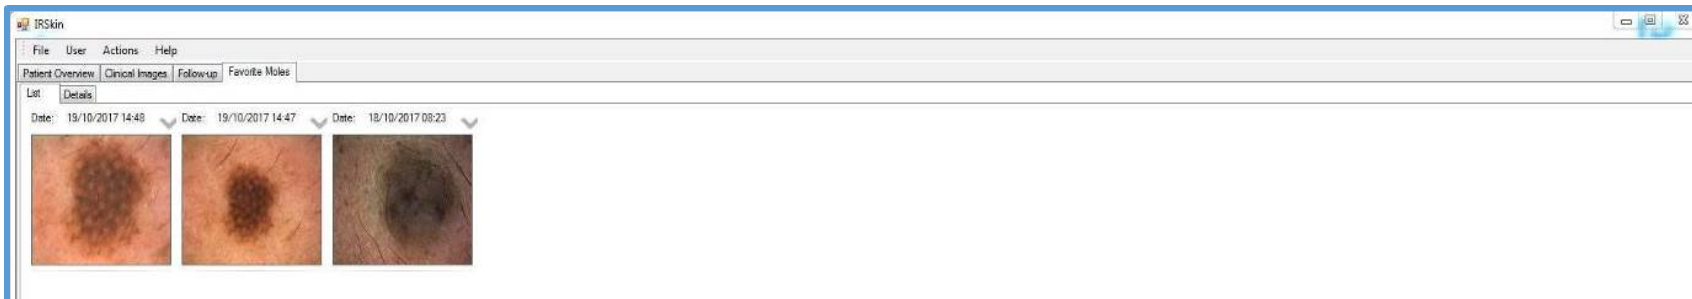 IRSkin
File User Actions Help
Patient Overview Clinical Images Follow-up Favorite Moles
List Details
Date: 19/10/2017 14:48 Date: 19/10/2017 14:47 Date: 18/10/2017 08:23